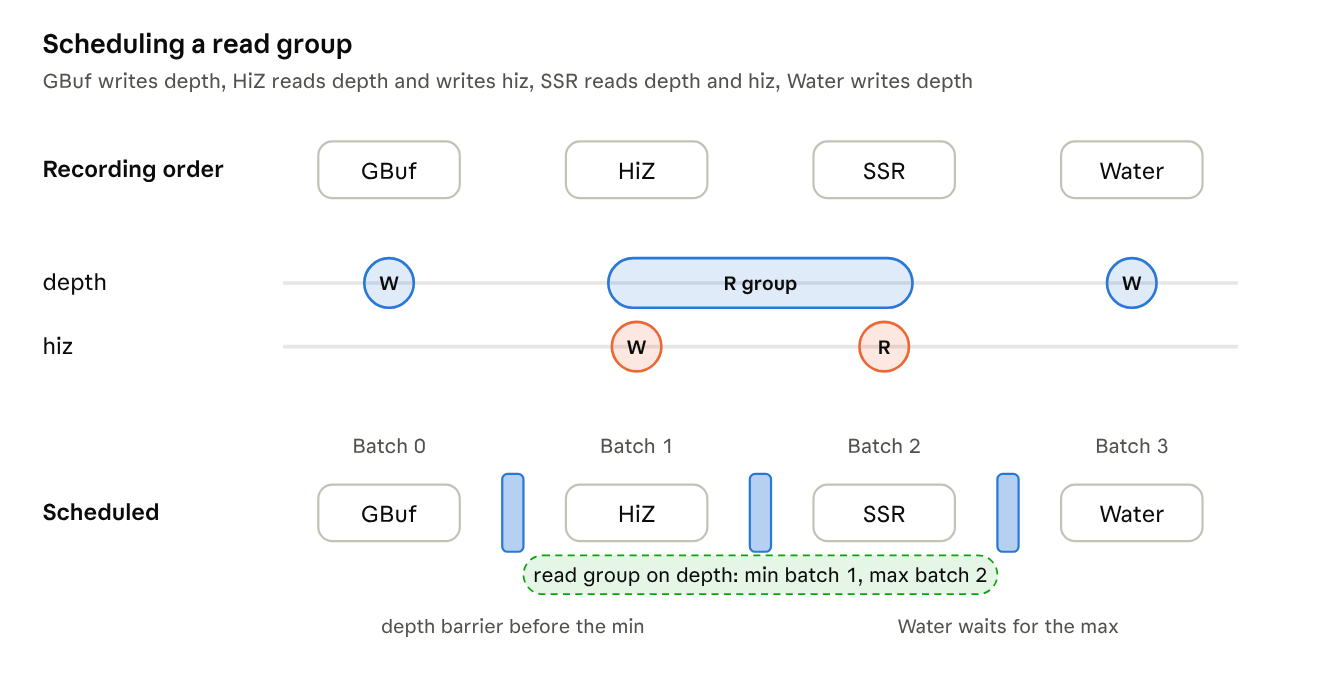 Scheduling a read group
GBuf writes depth, HiZ reads depth and writes hiz, SSR reads depth and hiz, Water writes depth
Recording order
GBuf
HiZ
SSR
Water
depth
W
R group
W
hiz
W
R
Batch 0
Batch 1
Batch 2
Batch 3
Scheduled
GBuf
HiZ
SSR
Water
read group on depth: min batch 1, max batch 2
depth barrier before the min
Water waits for the max